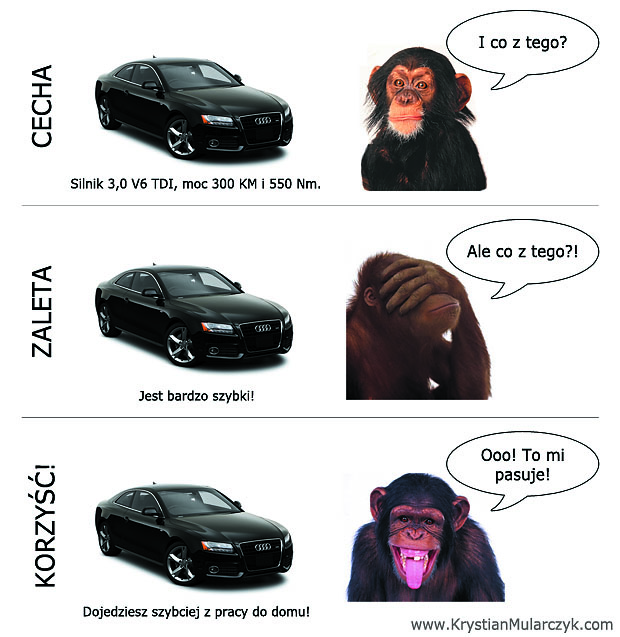 CECHA
I co z tego?
Silnik 3,0 V6 TDI, moc 300 KM i 550 Nm.
ZALETA
Ale co z tego?!
Jest bardzo szybki!
KORZYŚĆ!
Ooo! To mi
pasuje!
Dojedziesz szybciej z pracy do domu!
www.KrystianMularczyk.com